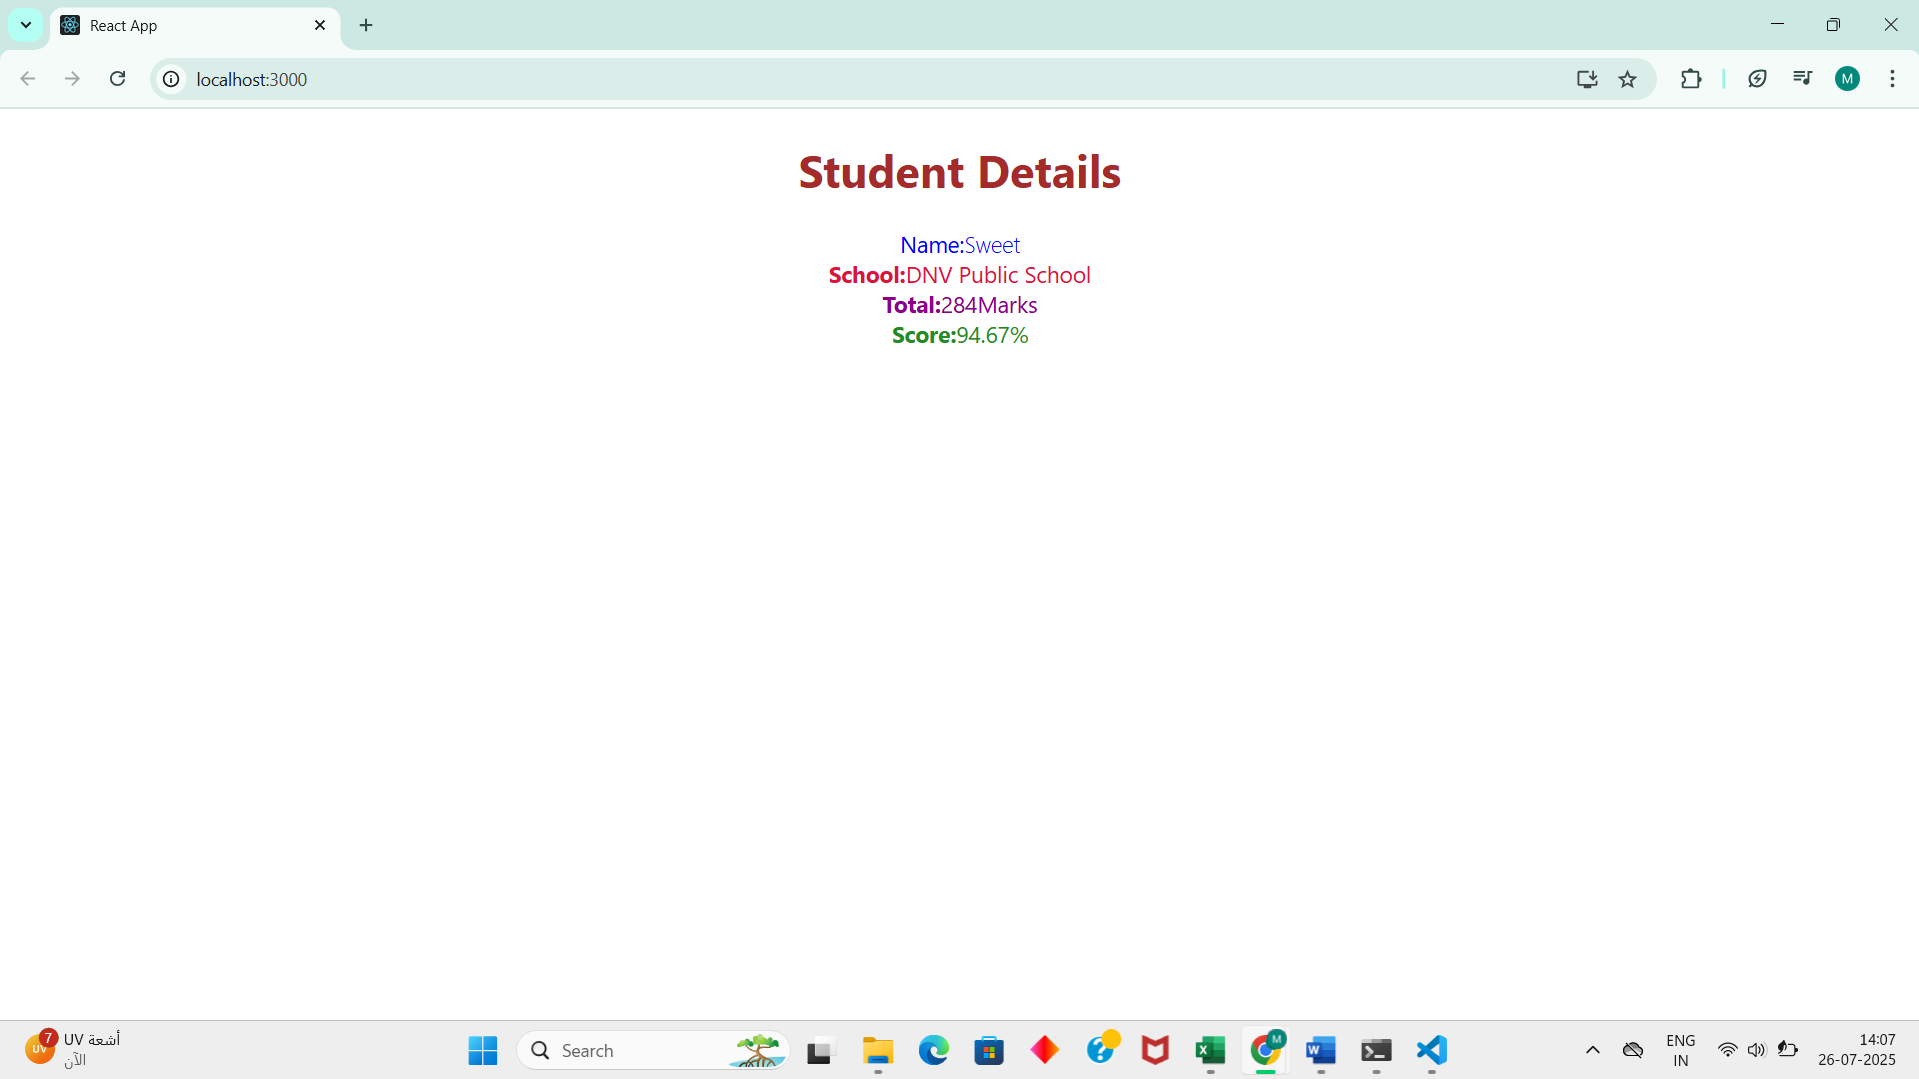 React App
localhost:3000
M
Student Details
Name:Sweet
School:DNV Public School
Total:284Marks
Score:94.67%
7
UV
أشعة UV
الآن
Search
M
ENG
IN
14:07
26-07-2025